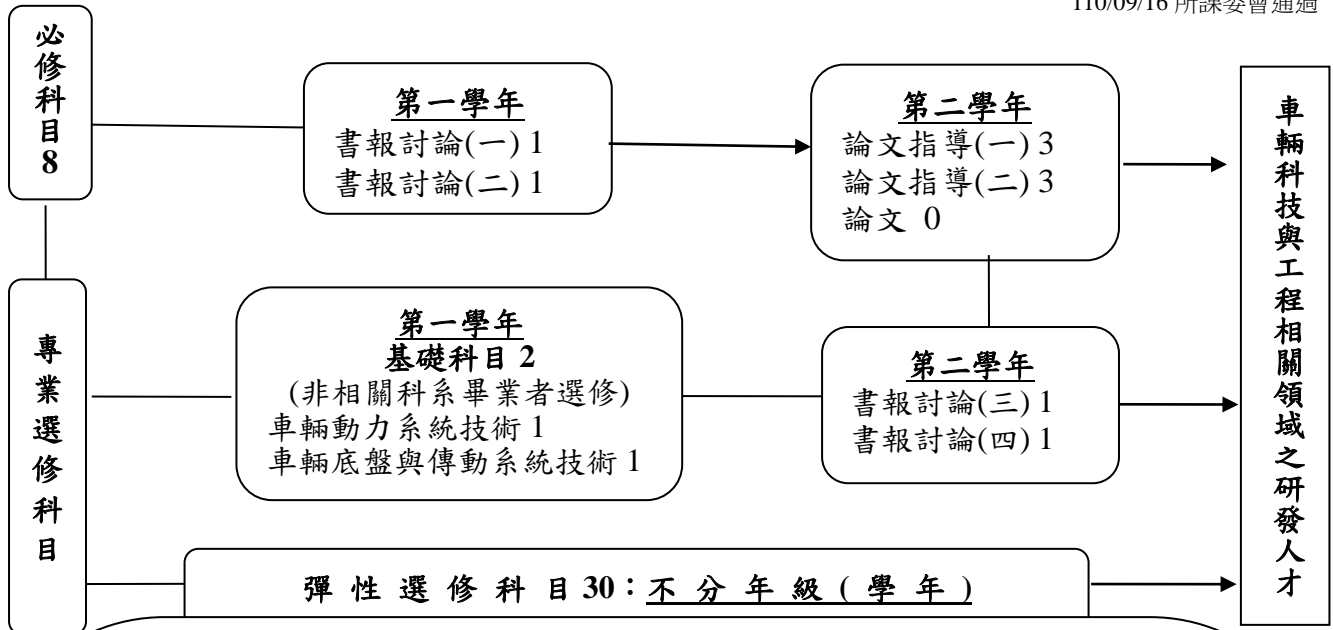 110/09/16 所課委會通過
必修科目8
第一學年
書報討論(一) 1
書報討論(二) 1
第二學年
論文指導(一) 3
論文指導(二) 3
論文 0
車輛科技與工程相關領域之研發人才
專業選修科目
第一學年
基礎科目 2
(非相關科系畢業者選修)
車輛動力系統技術 1
車輛底盤與傳動系統技術 1
第二學年
書報討論(三) 1
書報討論(四) 1
彈性選修科目30：不分年級(學年)